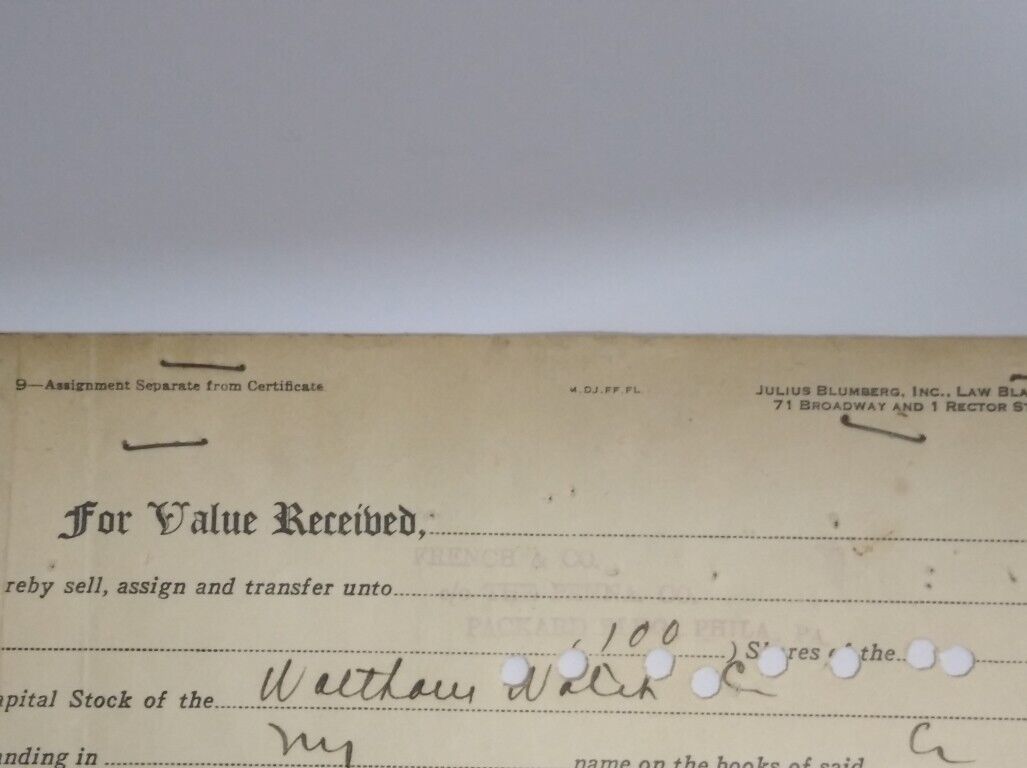 9—Assignment Separate from Certificate
M.DJ.FF.FL.
JULIUS BLUMBERG, INC., LAW BLA
71 BROADWAY AND 1 RECTOR ST
For Value Received,
FRENCH & CO.
reby sell, assign and transfer unto
PACKARD PHILA., PA
100 ) Shares of the
apital Stock of the Waltham Watch Co
anding in my name on the books of said Co